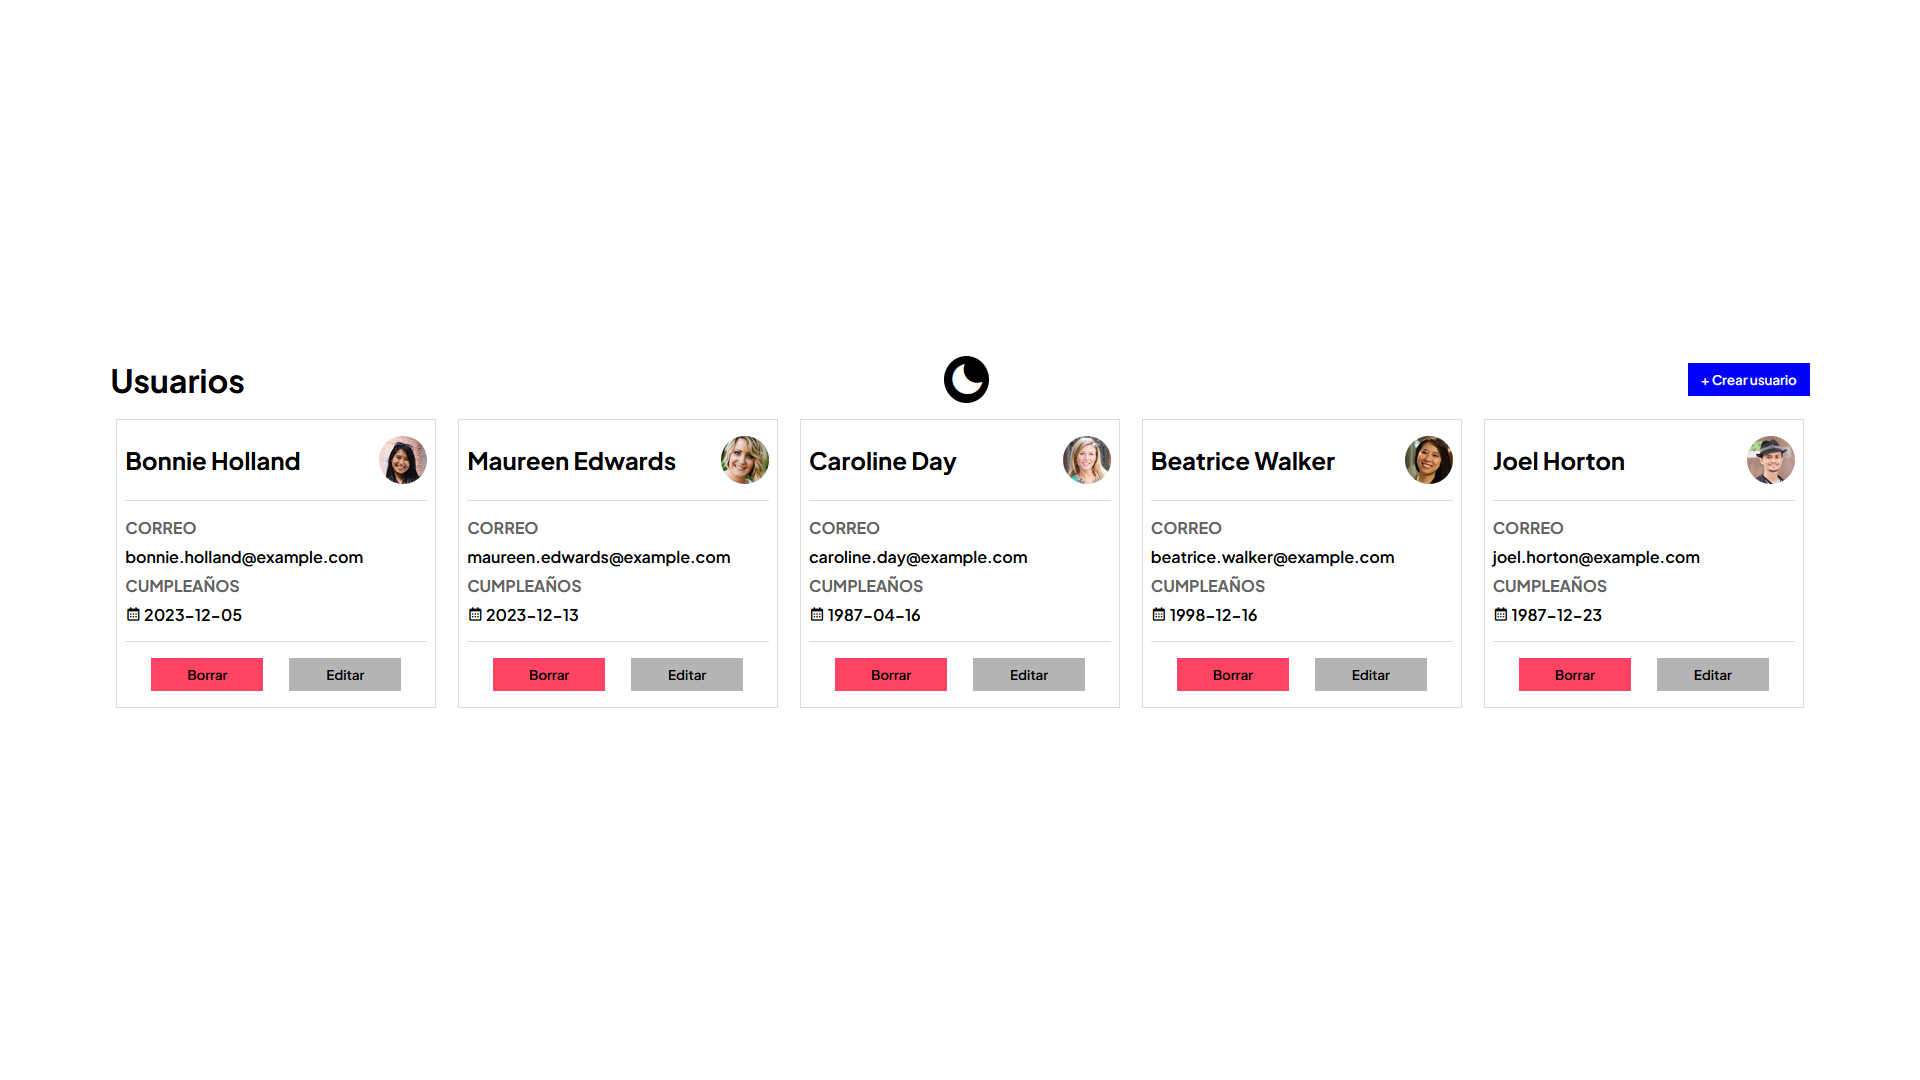 Usuarios
+ Crear usuario
Bonnie Holland
CORREO
bonnie.holland@example.com
CUMPLEAÑOS
2023-12-05
Borrar
Editar
Maureen Edwards
CORREO
maureen.edwards@example.com
CUMPLEAÑOS
2023-12-13
Borrar
Editar
Caroline Day
CORREO
caroline.day@example.com
CUMPLEAÑOS
1987-04-16
Borrar
Editar
Beatrice Walker
CORREO
beatrice.walker@example.com
CUMPLEAÑOS
1998-12-16
Borrar
Editar
Joel Horton
CORREO
joel.horton@example.com
CUMPLEAÑOS
1987-12-23
Borrar
Editar